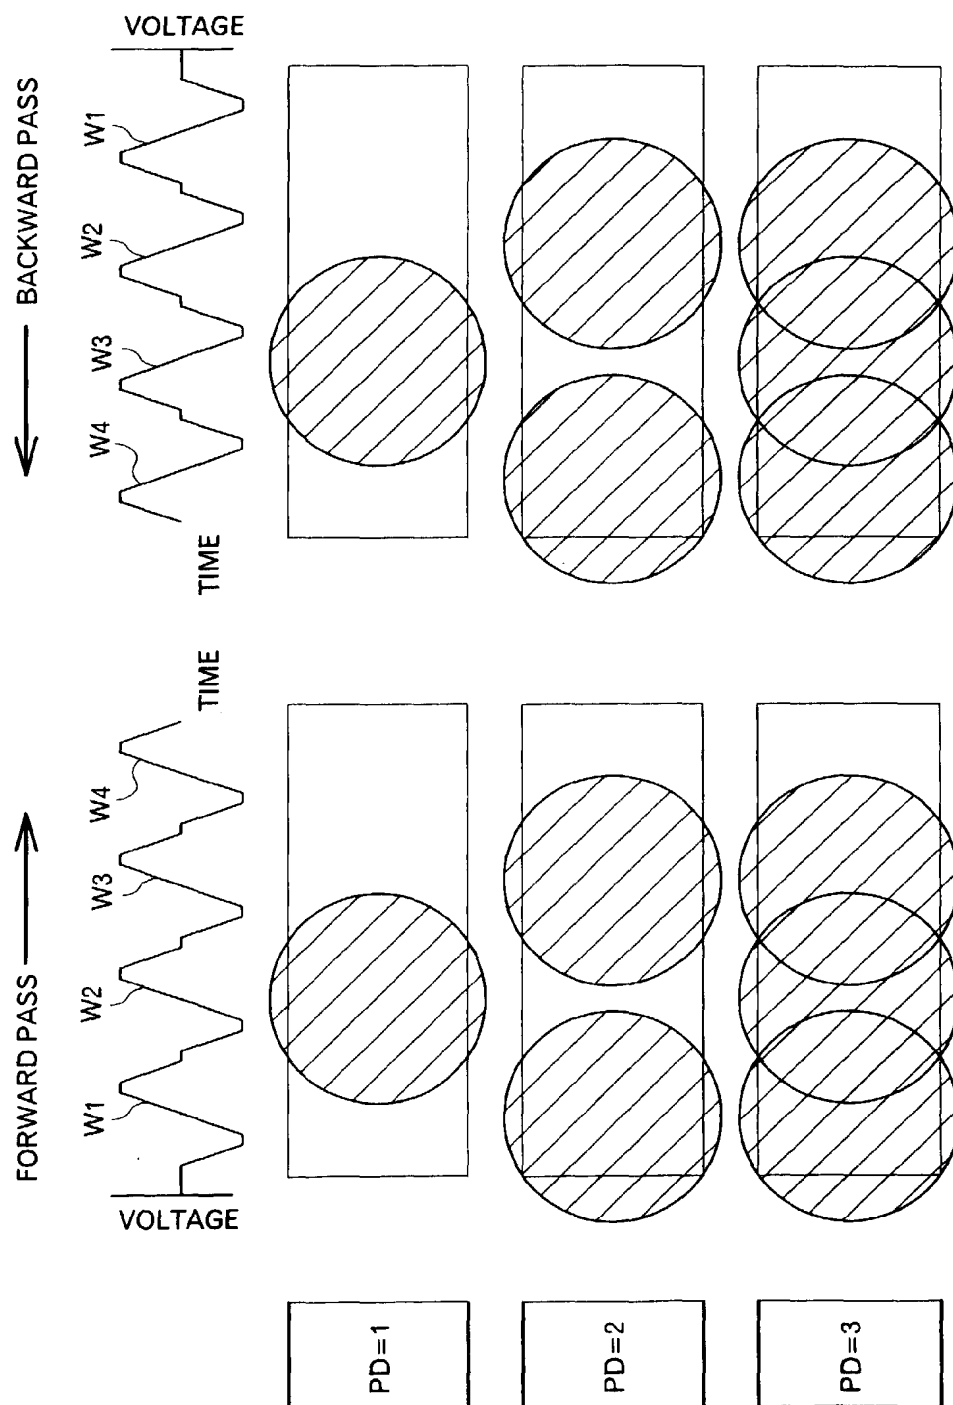 FORWARD PASS
BACKWARD PASS
VOLTAGE
W1
W2
W3
W4
TIME
TIME
W4
W3
W2
W1
VOLTAGE
PD=1
PD=2
PD=3